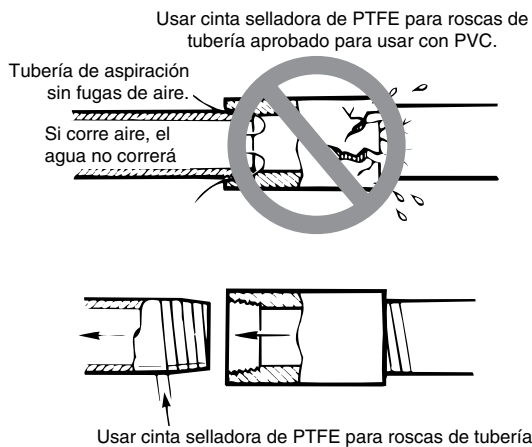 Usar cinta selladora de PTFE para roscas de
tubería aprobado para usar con PVC.
Tubería de aspiración
sin fugas de aire.
Si corre aire, el
agua no correrá
Usar cinta selladora de PTFE para roscas de tubería